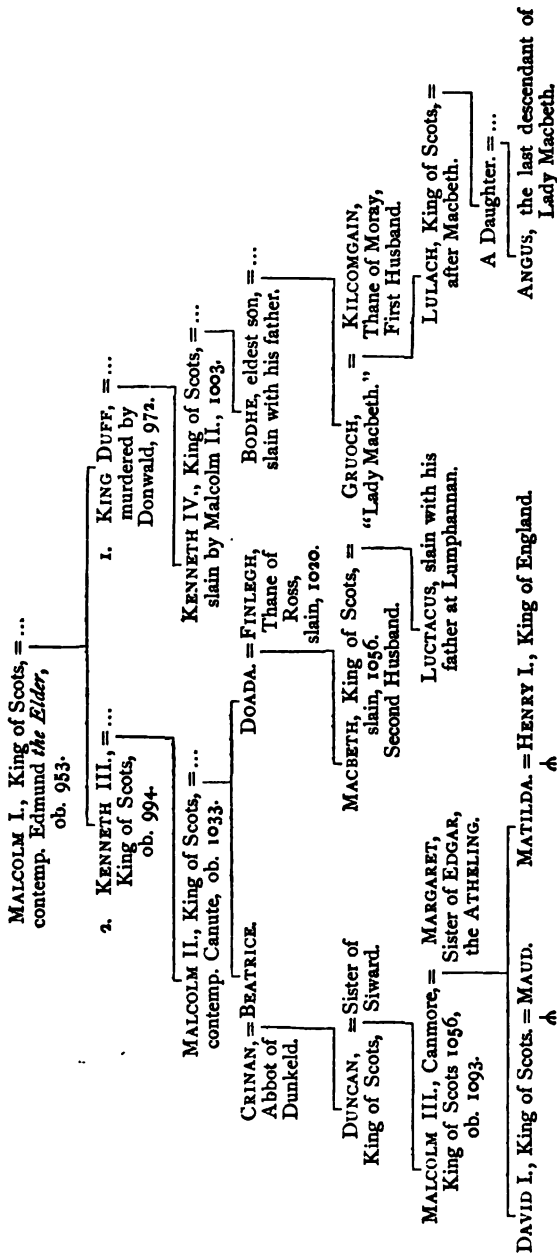 MALCOLM I., King of Scots, = ...
contemp. Edmund the Elder,
ob. 953.
2. KENNETH III., = ...
King of Scots,
ob. 994.
1. KING DUFF, = ...
murdered by
Donwald, 972.
MALCOLM II., King of Scots, = ...
contemp. Canute, ob. 1033.
KENNETH IV., King of Scots, = ...
slain by Malcolm II., 1003.
CRINAN, = BEATRICE.
Abbot of
Dunkeld.
DOADA. = FINLEGH,
Thane of
Ross,
slain, 1020.
BODHE, eldest son, = ...
slain with his father.
DUNCAN, = Sister of
King of Scots, Siward.
MACBETH, King of Scots, =
slain, 1056.
Second Husband.
GRUOCH, =
"Lady Macbeth."
KILCOMGAIN,
Thane of Moray,
First Husband.
MALCOLM III., Canmore, =
King of Scots 1056,
ob. 1093.
MARGARET,
Sister of EDGAR,
the ATHELING.
LUCTACUS, slain with his
father at Lumphannan.
LULACH, King of Scots, =
after Macbeth.
A Daughter. = ...
DAVID I., King of Scots. = MAUD.
MATILDA. = HENRY I., King of England.
ANGUS, the last descendant of
Lady Macbeth.